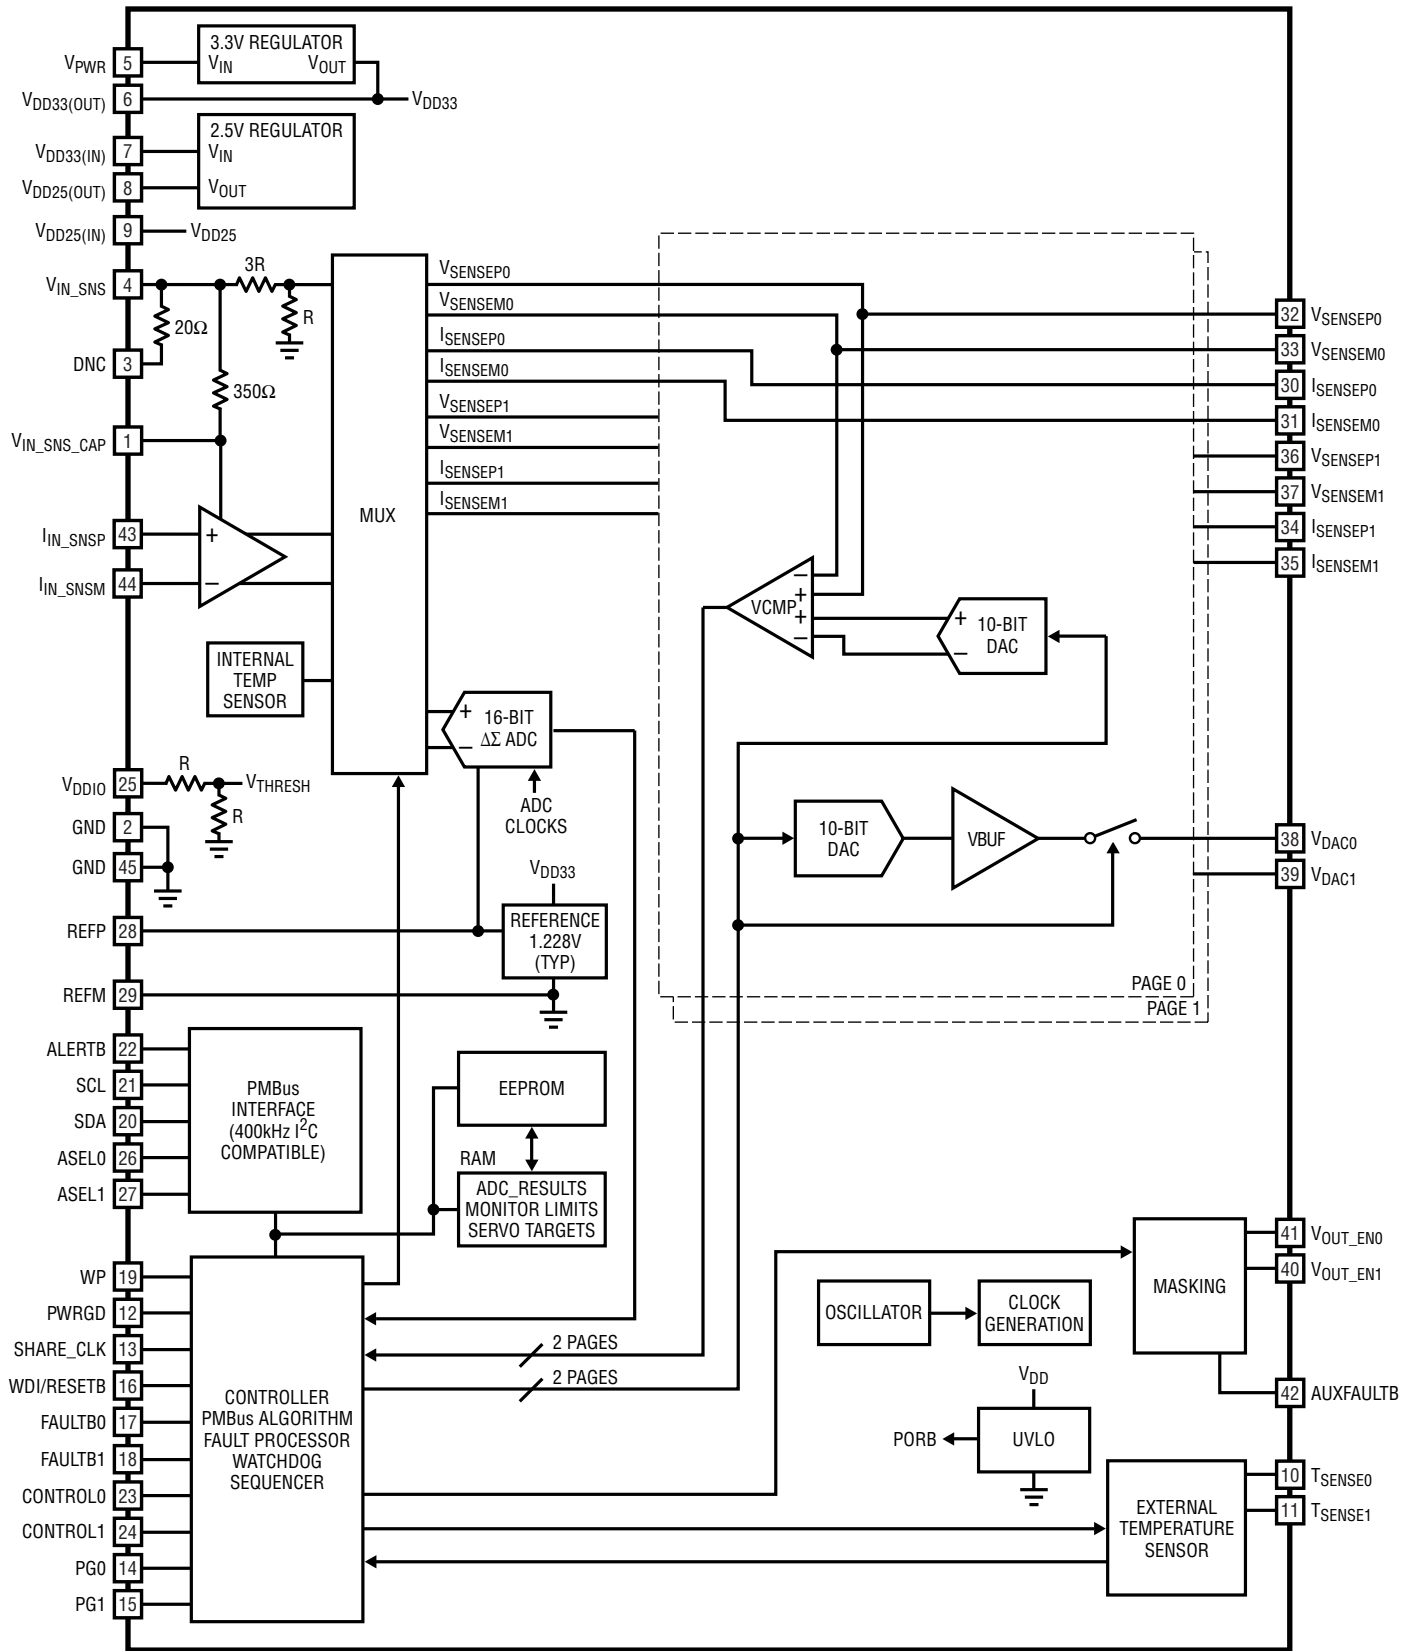 3.3V REGULATOR
VIN VOUT
VPWR 5
VDD33(OUT) 6
VDD33
2.5V REGULATOR
VIN
VDD33(IN) 7
VOUT
VDD25(OUT) 8
VDD25(IN) 9
VDD25
VIN_SNS 4
3R
R
20Ω
DNC 3
350Ω
VIN_SNS_CAP 1
IIN_SNSP 43
+
IIN_SNSM 44
–
MUX
VSENSEP0
VSENSEM0
ISENSEP0
ISENSEM0
VSENSEP1
VSENSEM1
ISENSEP1
ISENSEM1
32 VSENSEP0
33 VSENSEM0
30 ISENSEP0
31 ISENSEM0
36 VSENSEP1
37 VSENSEM1
34 ISENSEP1
35 ISENSEM1
VCMP
–
+
+
–
+
–
10-BIT
DAC
INTERNAL
TEMP
SENSOR
+
–
16-BIT
ΔΣ ADC
ADC
CLOCKS
VDDIO 25
R
VTHRESH
R
GND 2
GND 45
10-BIT
DAC
VBUF
38 VDAC0
39 VDAC1
VDD33
REFERENCE
1.228V
(TYP)
REFP 28
REFM 29
PAGE 0
PAGE 1
ALERTB 22
SCL 21
SDA 20
ASEL0 26
ASEL1 27
PMBus
INTERFACE
(400kHz I2C
COMPATIBLE)
EEPROM
RAM
ADC_RESULTS
MONITOR LIMITS
SERVO TARGETS
WP 19
PWRGD 12
SHARE_CLK 13
WDI/RESETB 16
FAULTB0 17
FAULTB1 18
CONTROL0 23
CONTROL1 24
PG0 14
PG1 15
CONTROLLER
PMBus ALGORITHM
FAULT PROCESSOR
WATCHDOG
SEQUENCER
2 PAGES
2 PAGES
OSCILLATOR
CLOCK
GENERATION
MASKING
41 VOUT_EN0
40 VOUT_EN1
42 AUXFAULTB
VDD
PORB
UVLO
EXTERNAL
TEMPERATURE
SENSOR
10 TSENSE0
11 TSENSE1